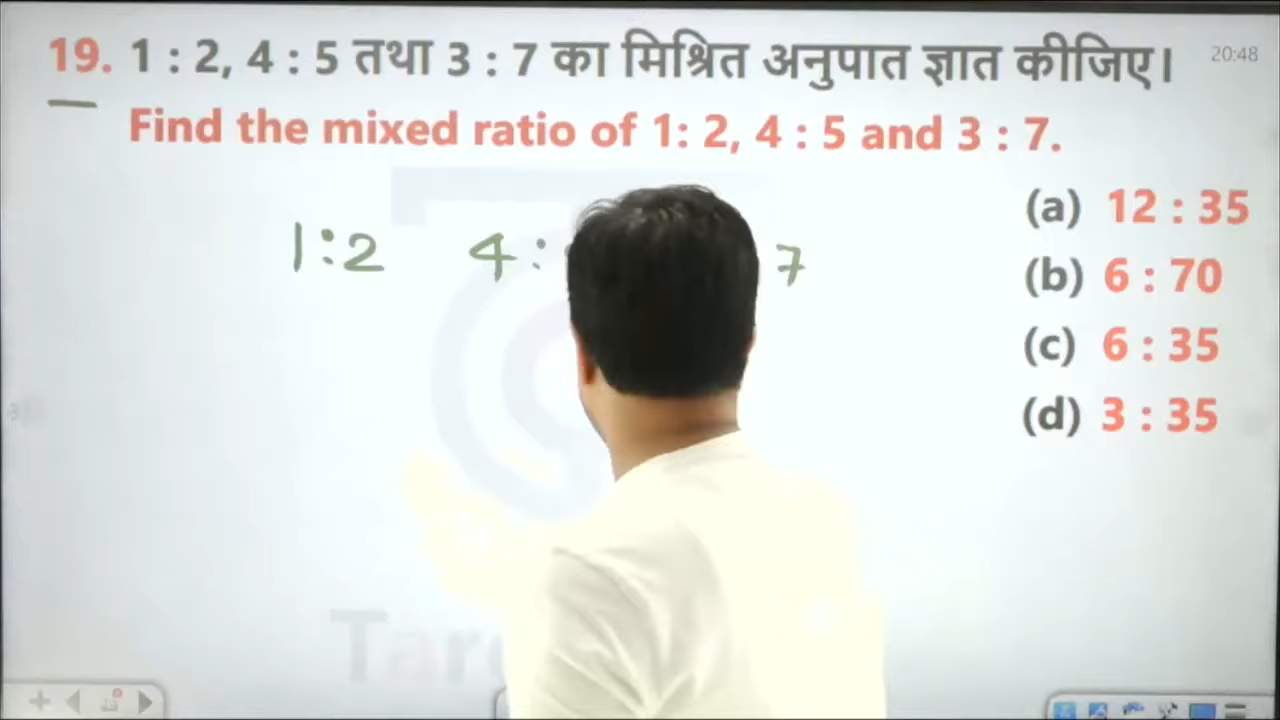 19. 1 : 2, 4 : 5 तथा 3 : 7 का मिश्रित अनुपात ज्ञात कीजिए।
20:48
Find the mixed ratio of 1: 2, 4 : 5 and 3 : 7.
(a) 12 : 35
(b) 6 : 70
(c) 6 : 35
(d) 3 : 35
1:2 4: 7